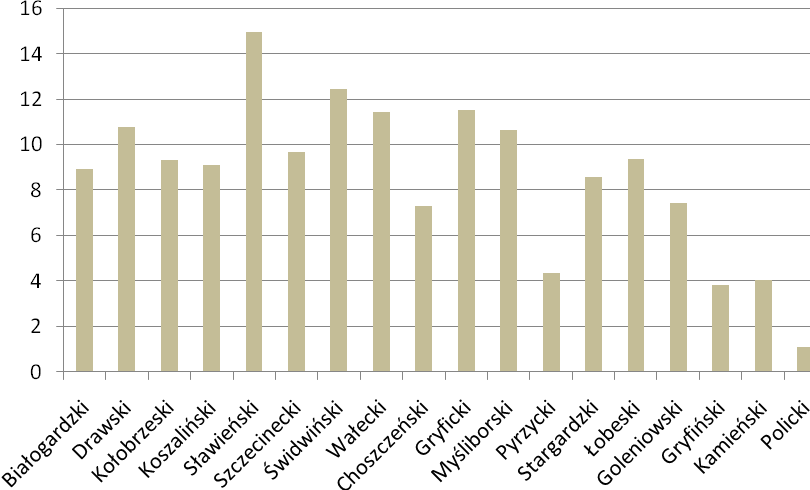 16
14
12
10
8
6
4
2
0
Białogardzki
Drawski
Kołobrzeski
Koszaliński
Sławieński
Szczecinecki
Świdwiński
Wałecki
Choszczeński
Gryficki
Myśliborski
Pyrzycki
Stargardzki
Łobeski
Goleniowski
Gryfiński
Kamieński
Policki